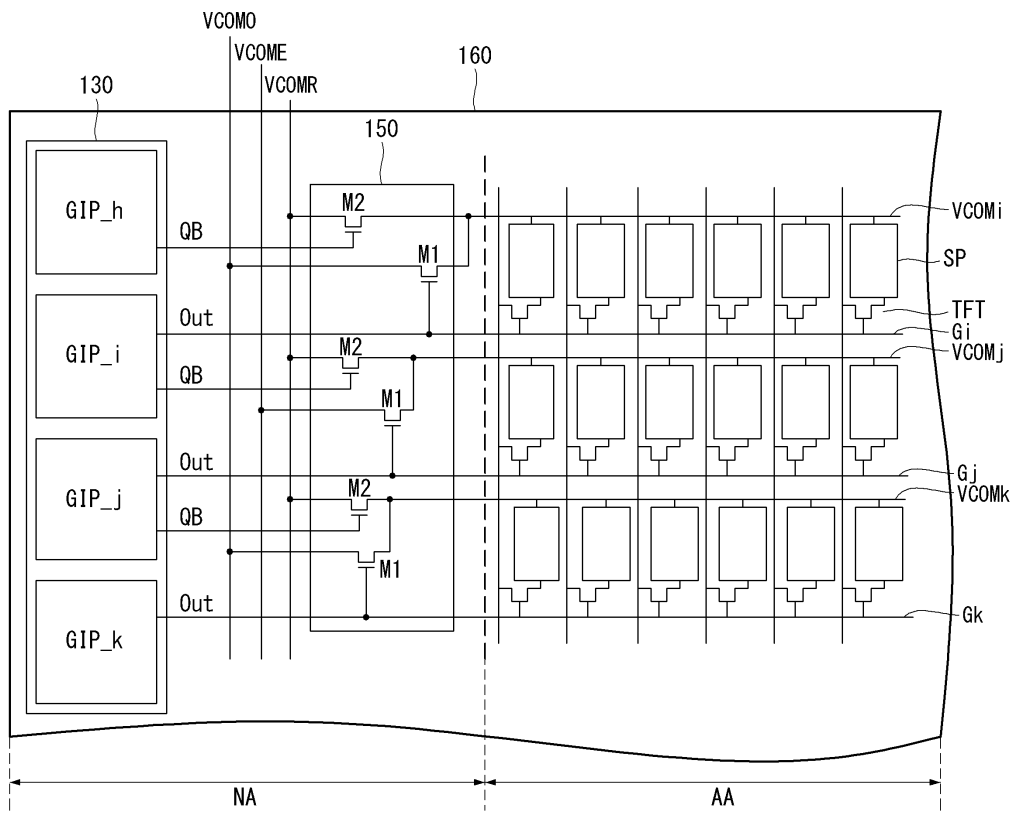 VCOMO
VCOME
VCOMR
160
130
150
GIP_h
QB
M2
M1
VCOMi
SP
TFT
Out
Gi
GIP_i
M2
VCOMj
QB
M1
Out
Gj
GIP_j
M2
VCOMk
QB
M1
Out
Gk
GIP_k
NA
AA